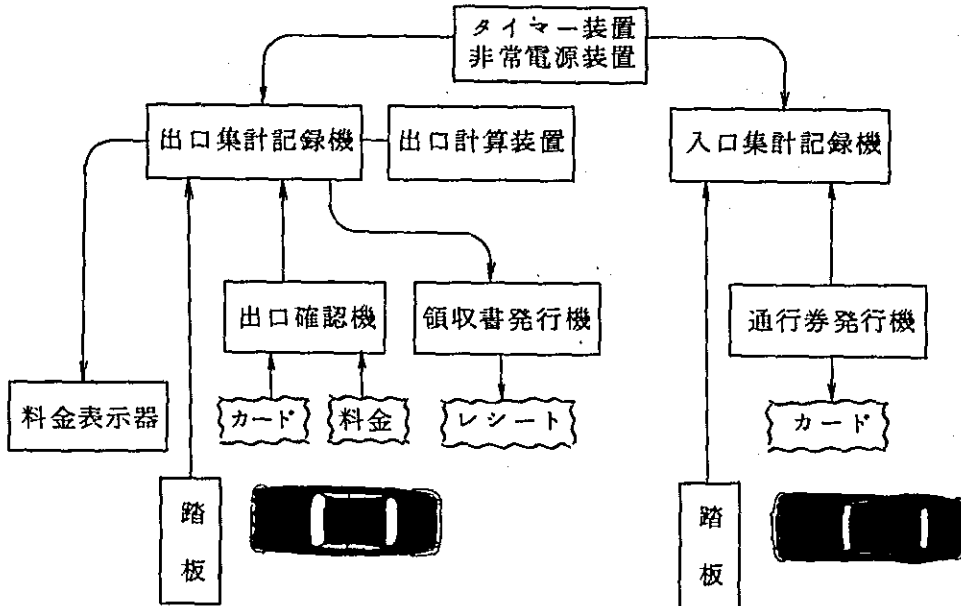 タイマー装置
非常電源装置
出口集計記録機
出口計算装置
入口集計記録機
出口確認機
領収書発行機
通行券発行機
料金表示器
カード
料金
レシート
カード
踏板
踏板